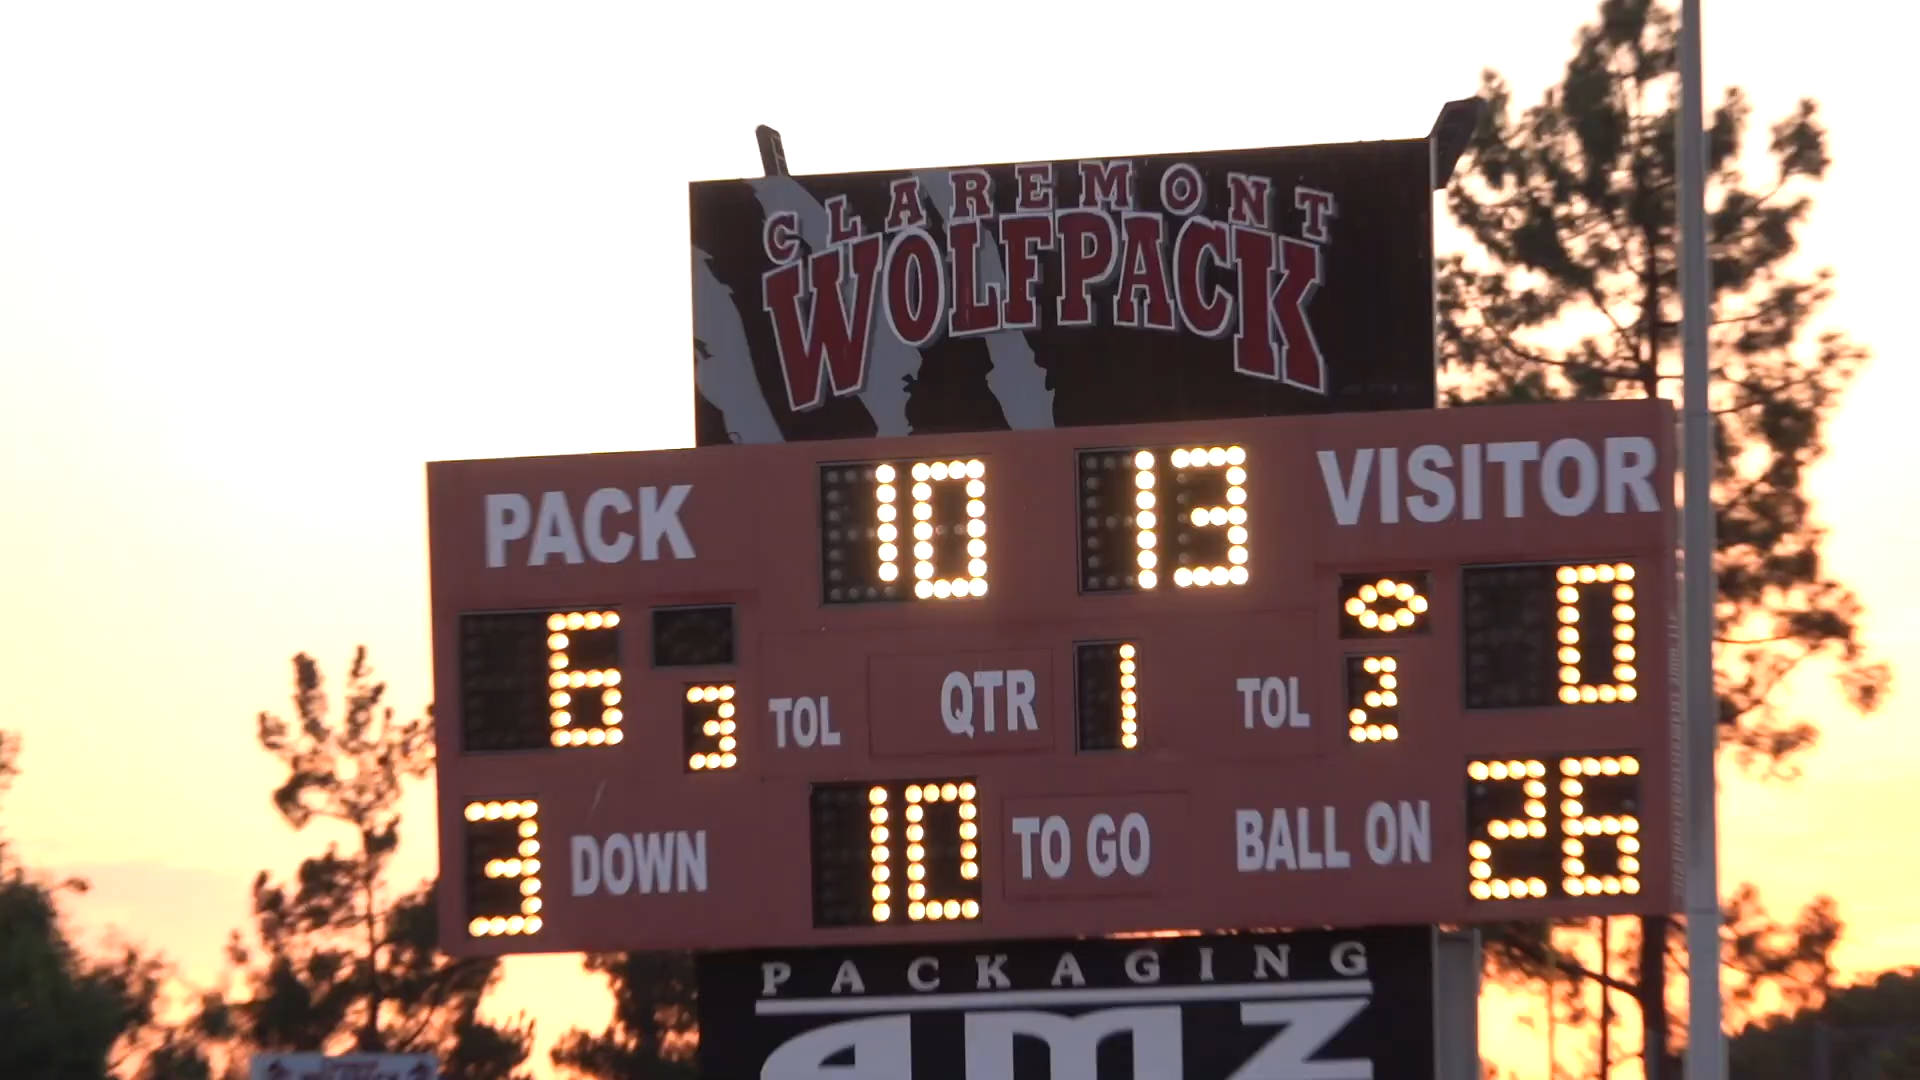 CLAREMONT
WOLFPACK
PACK 10 13 VISITOR
6 3 TOL QTR 1 TOL 2 0
3 DOWN 10 TO GO BALL ON 26
PACKAGING
amz